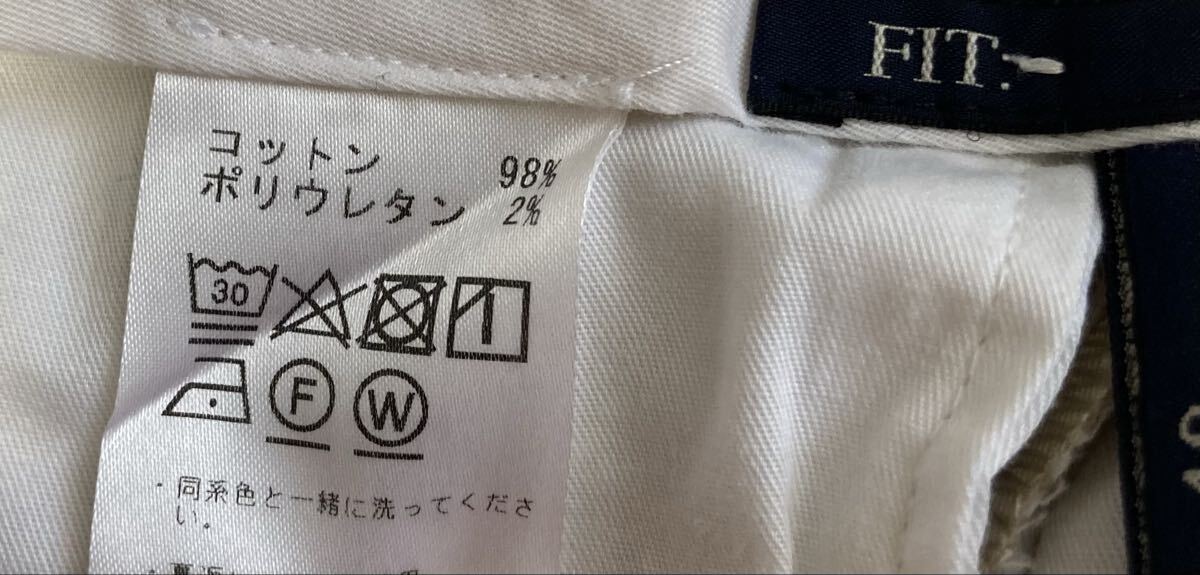 FIT:
コットン 98%
ポリウレタン 2%
30
F W
・同系色と一緒に洗ってくださ
い。